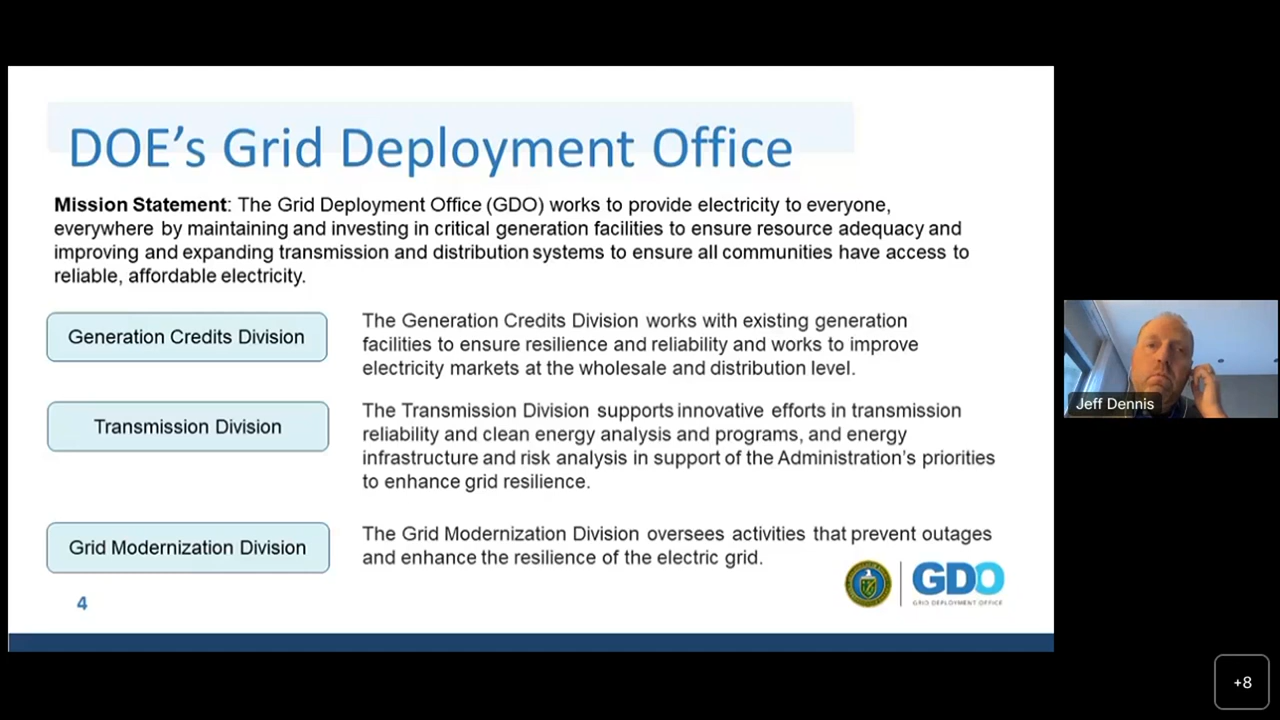 DOE's Grid Deployment Office
Mission Statement: The Grid Deployment Office (GDO) works to provide electricity to everyone,
everywhere by maintaining and investing in critical generation facilities to ensure resource adequacy and
improving and expanding transmission and distribution systems to ensure all communities have access to
reliable, affordable electricity.
Generation Credits Division
The Generation Credits Division works with existing generation
facilities to ensure resilience and reliability and works to improve
electricity markets at the wholesale and distribution level.
Transmission Division
The Transmission Division supports innovative efforts in transmission
reliability and clean energy analysis and programs, and energy
infrastructure and risk analysis in support of the Administration's priorities
to enhance grid resilience.
Grid Modernization Division
The Grid Modernization Division oversees activities that prevent outages
and enhance the resilience of the electric grid.
GDO
GRID DEPLOYMENT OFFICE
4
Jeff Dennis
+8